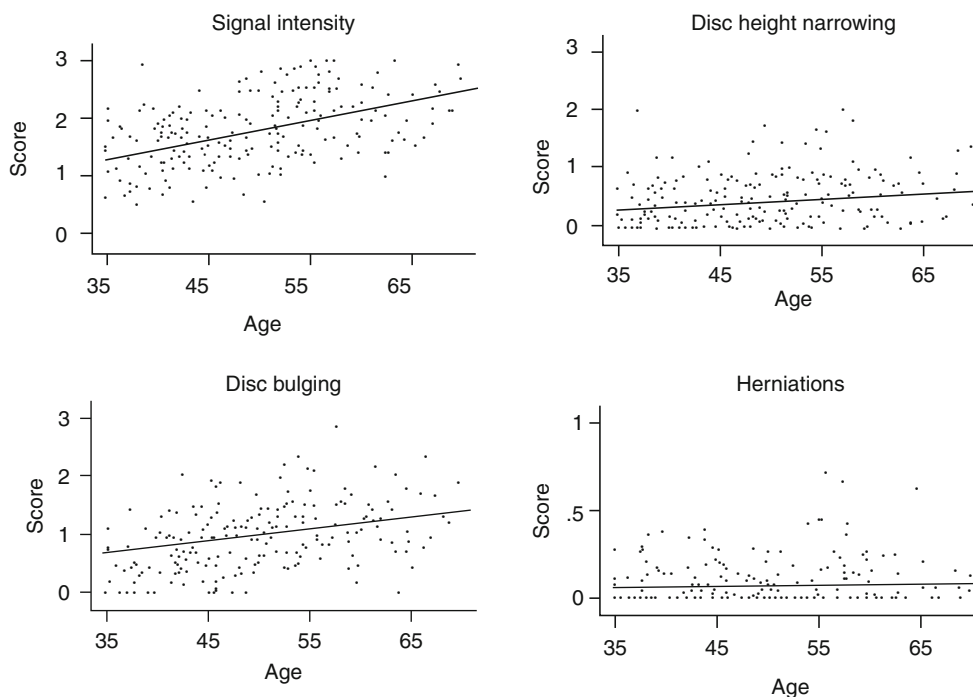 Signal intensity
3
2
1
0
Score
35 45 55 65
Age
Disc height narrowing
3
2
1
0
Score
35 45 55 65
Age
Disc bulging
3
2
1
0
Score
35 45 55 65
Age
Herniations
1
.5
0
Score
35 45 55 65
Age